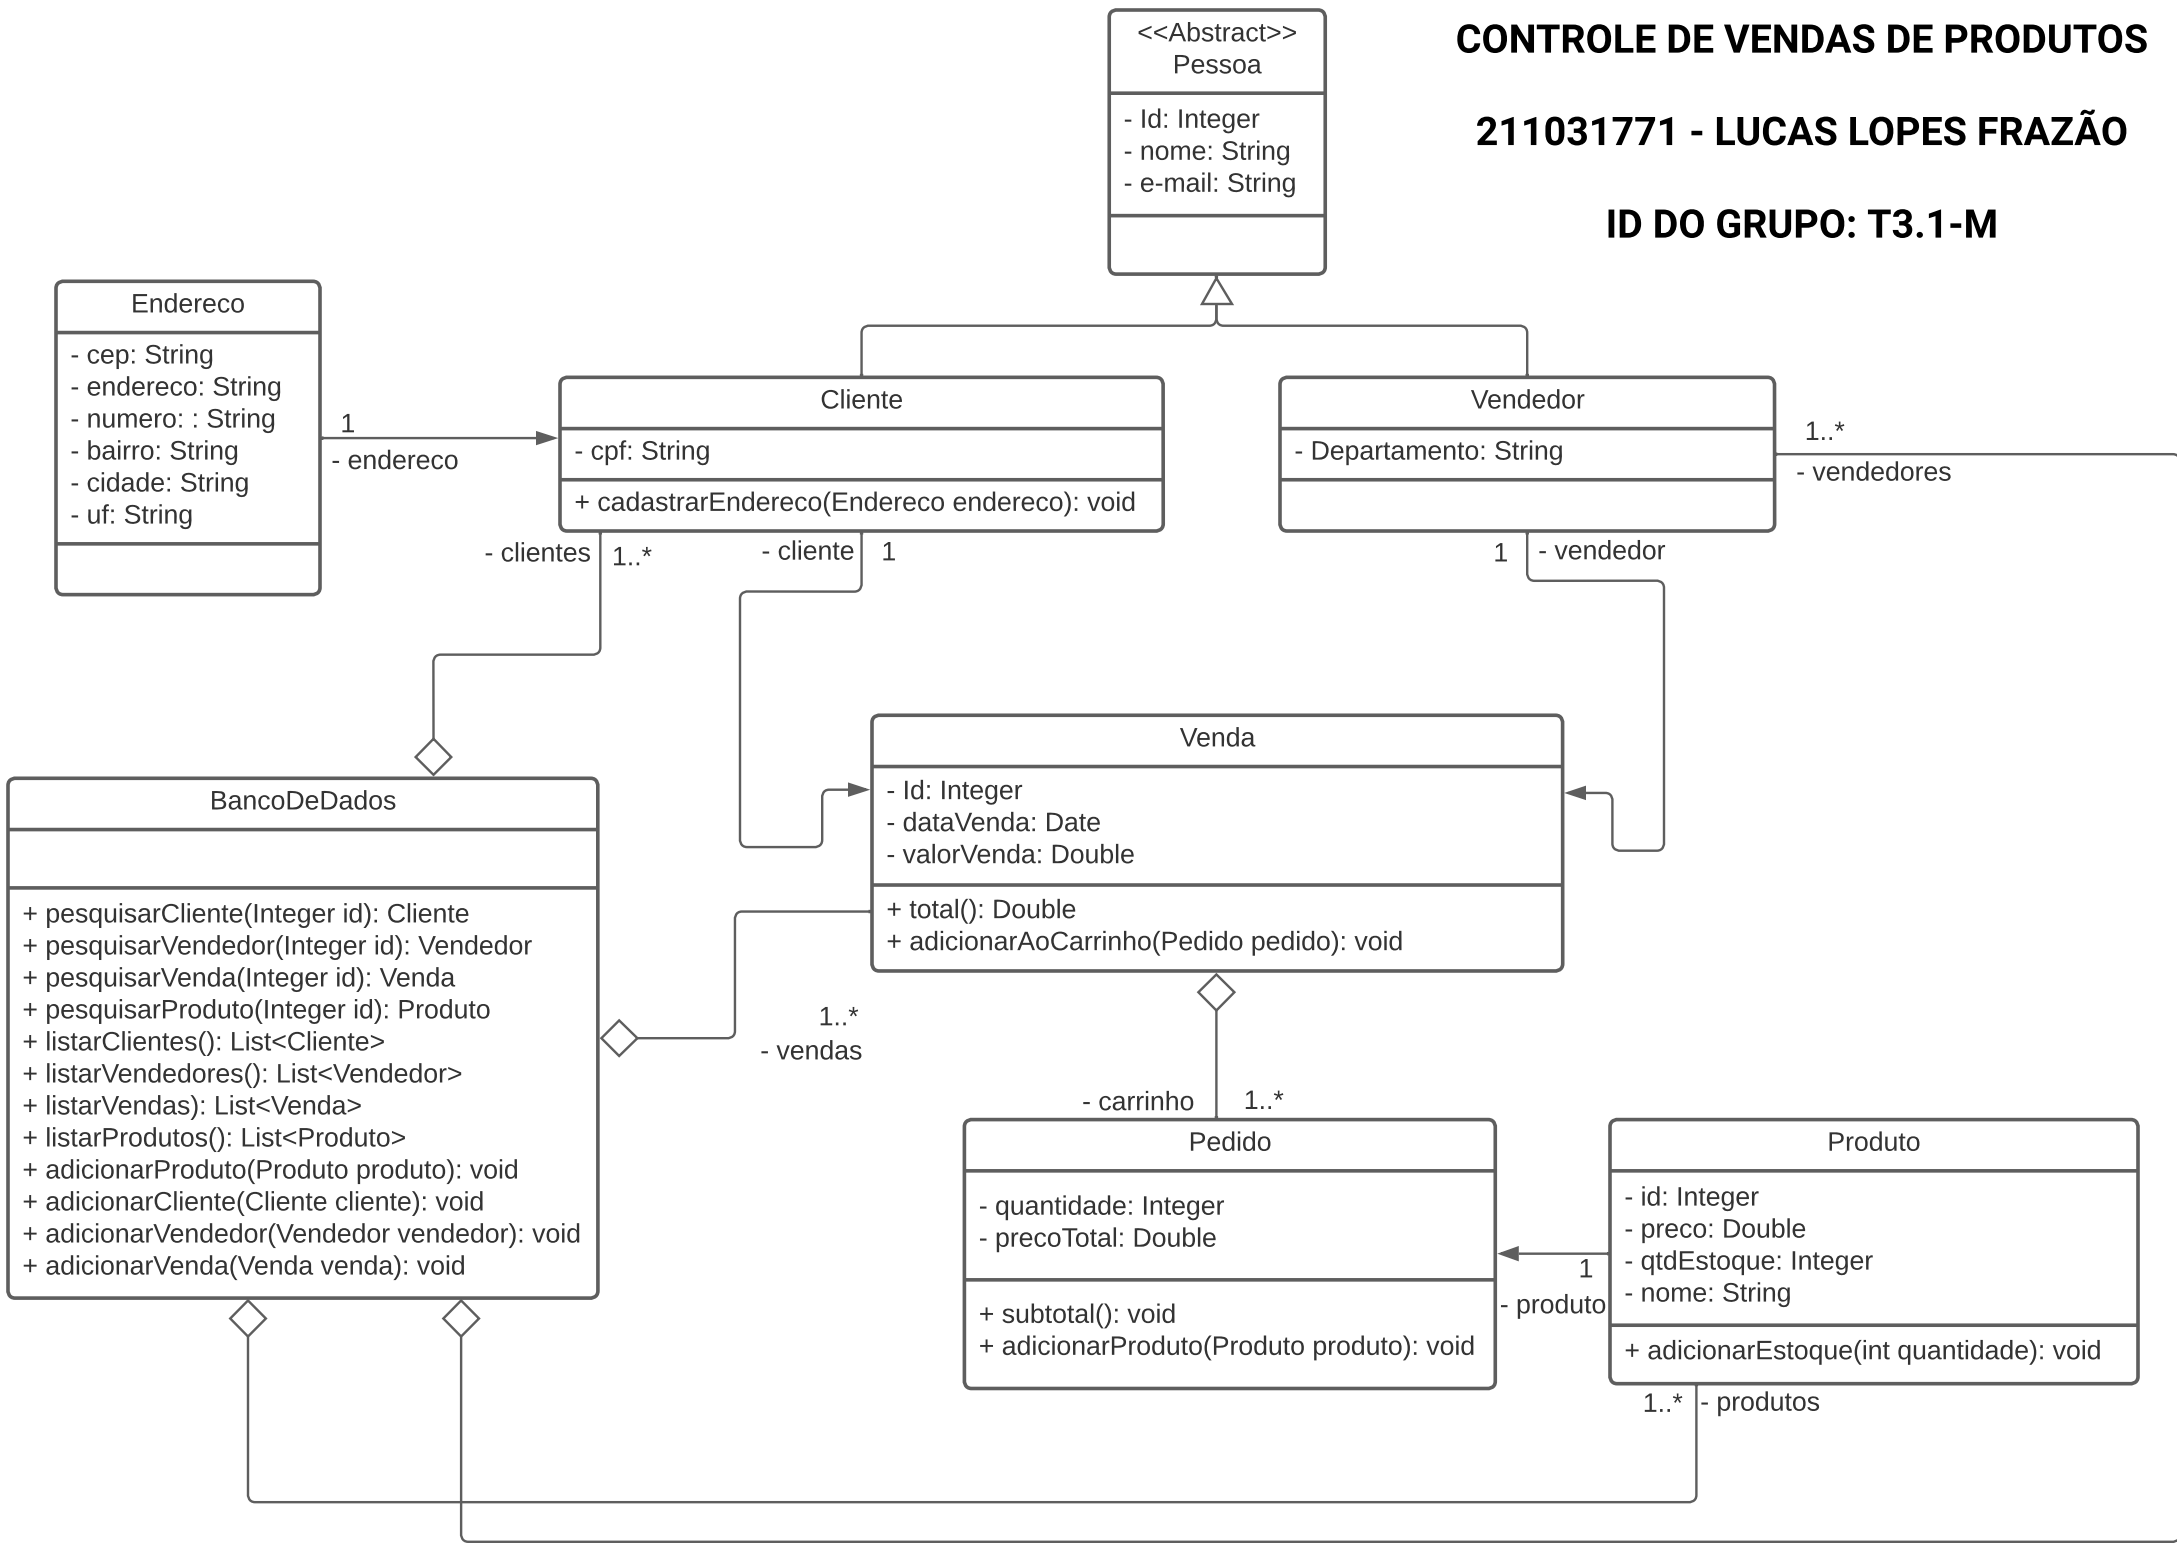 CONTROLE DE VENDAS DE PRODUTOS
211031771 - LUCAS LOPES FRAZÃO
ID DO GRUPO: T3.1-M
<<Abstract>>
Pessoa
- Id: Integer
- nome: String
- e-mail: String
Endereco
- cep: String
- endereco: String
- numero: : String
- bairro: String
- cidade: String
- uf: String
1
- endereco
Cliente
- cpf: String
+ cadastrarEndereco(Endereco endereco): void
- clientes
1..*
- cliente
1
Vendedor
- Departamento: String
1..*
- vendedores
1
- vendedor
Venda
- Id: Integer
- dataVenda: Date
- valorVenda: Double
+ total(): Double
+ adicionarAoCarrinho(Pedido pedido): void
BancoDeDados
+ pesquisarCliente(Integer id): Cliente
+ pesquisarVendedor(Integer id): Vendedor
+ pesquisarVenda(Integer id): Venda
+ pesquisarProduto(Integer id): Produto
+ listarClientes(): List<Cliente>
+ listarVendedores(): List<Vendedor>
+ listarVendas): List<Venda>
+ listarProdutos(): List<Produto>
+ adicionarProduto(Produto produto): void
+ adicionarCliente(Cliente cliente): void
+ adicionarVendedor(Vendedor vendedor): void
+ adicionarVenda(Venda venda): void
1..*
- vendas
- carrinho
1..*
Pedido
- quantidade: Integer
- precoTotal: Double
+ subtotal(): void
+ adicionarProduto(Produto produto): void
1
- produto
Produto
- id: Integer
- preco: Double
- qtdEstoque: Integer
- nome: String
+ adicionarEstoque(int quantidade): void
1..*
- produtos